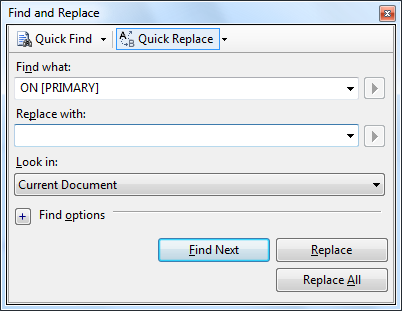 Find and Replace
Quick Find Quick Replace
Find what:
ON [PRIMARY]
Replace with:
Look in:
Current Document
Find options
Find Next Replace
Replace All